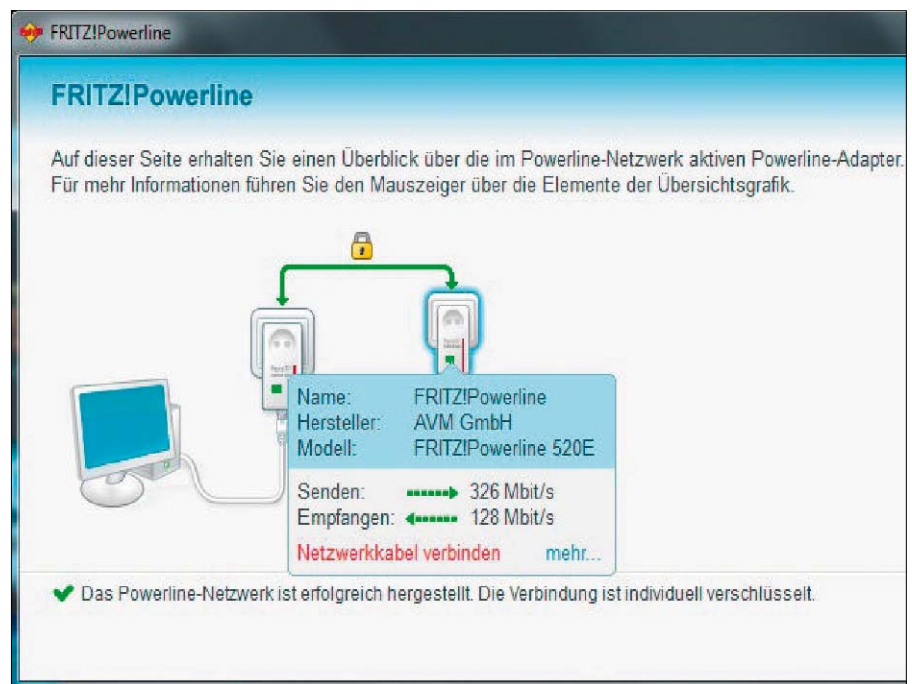 FRITZ!Powerline
FRITZ!Powerline
Auf dieser Seite erhalten Sie einen Überblick über die im Powerline-Netzwerk aktiven Powerline-Adapter.
Für mehr Informationen führen Sie den Mauszeiger über die Elemente der Übersichtsgrafik.
Name: FRITZ!Powerline
Hersteller: AVM GmbH
Modell: FRITZ!Powerline 520E
Senden: 326 Mbit/s
Empfangen: 128 Mbit/s
Netzwerkkabel verbinden mehr...
Das Powerline-Netzwerk ist erfolgreich hergestellt. Die Verbindung ist individuell verschlüsselt.